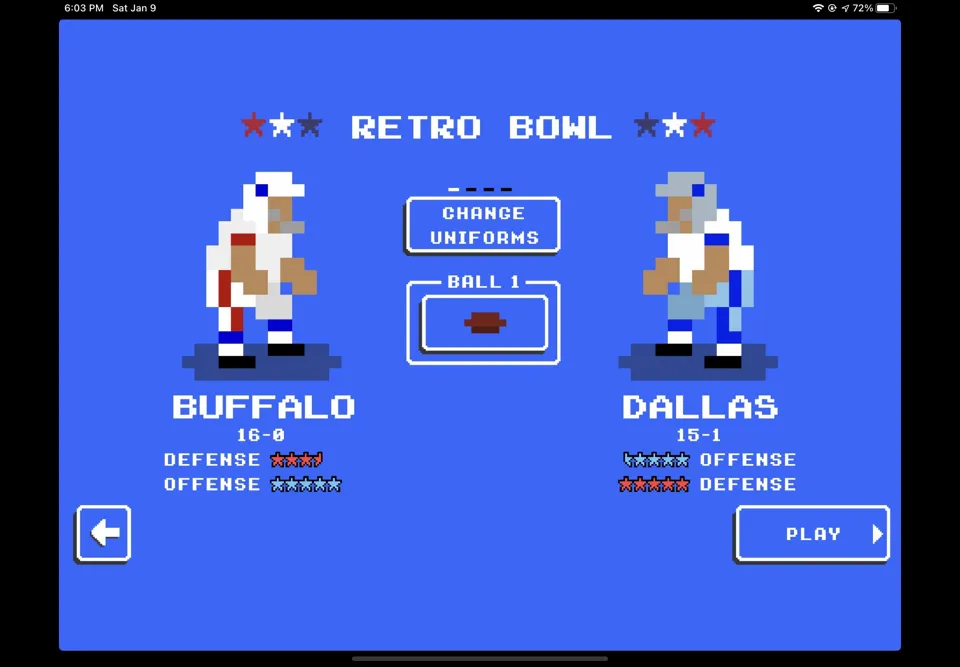 6:03 PM Sat Jan 9
72%
RETRO BOWL
CHANGE
UNIFORMS
BALL 1
BUFFALO
16-0
DEFENSE
OFFENSE
DALLAS
15-1
OFFENSE
DEFENSE
PLAY